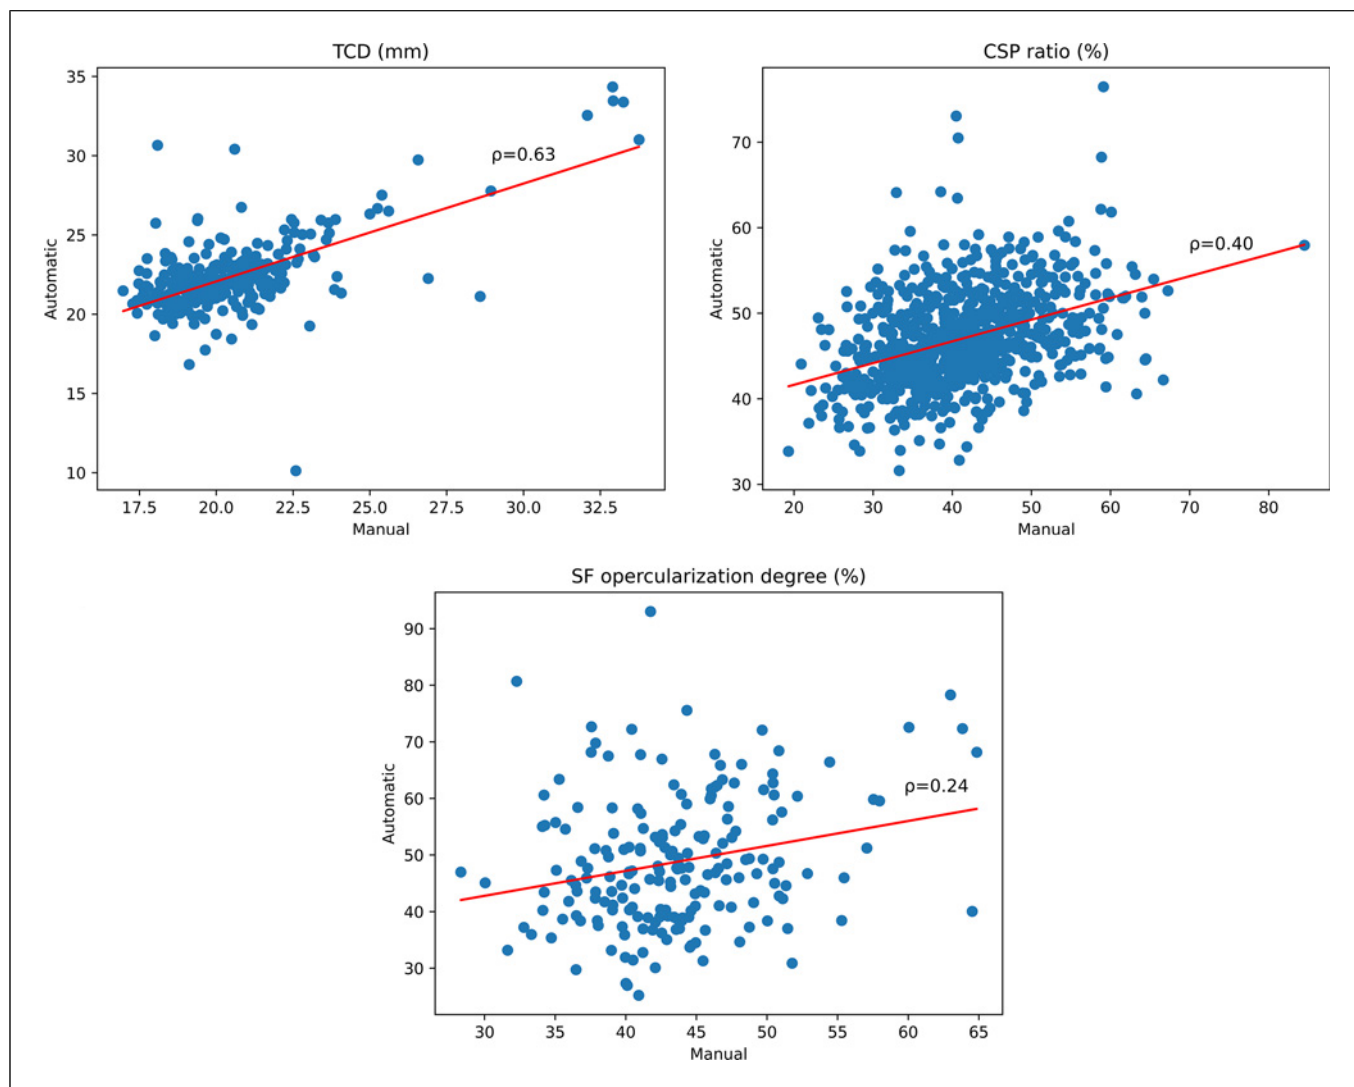 TCD (mm)
35
30
25
20
15
10
Automatic
ρ=0.63
17.5 20.0 22.5 25.0 27.5 30.0 32.5
Manual
CSP ratio (%)
70
60
50
40
30
Automatic
ρ=0.40
20 30 40 50 60 70 80
Manual
SF opercularization degree (%)
90
80
70
60
50
40
30
Automatic
ρ=0.24
30 35 40 45 50 55 60 65
Manual